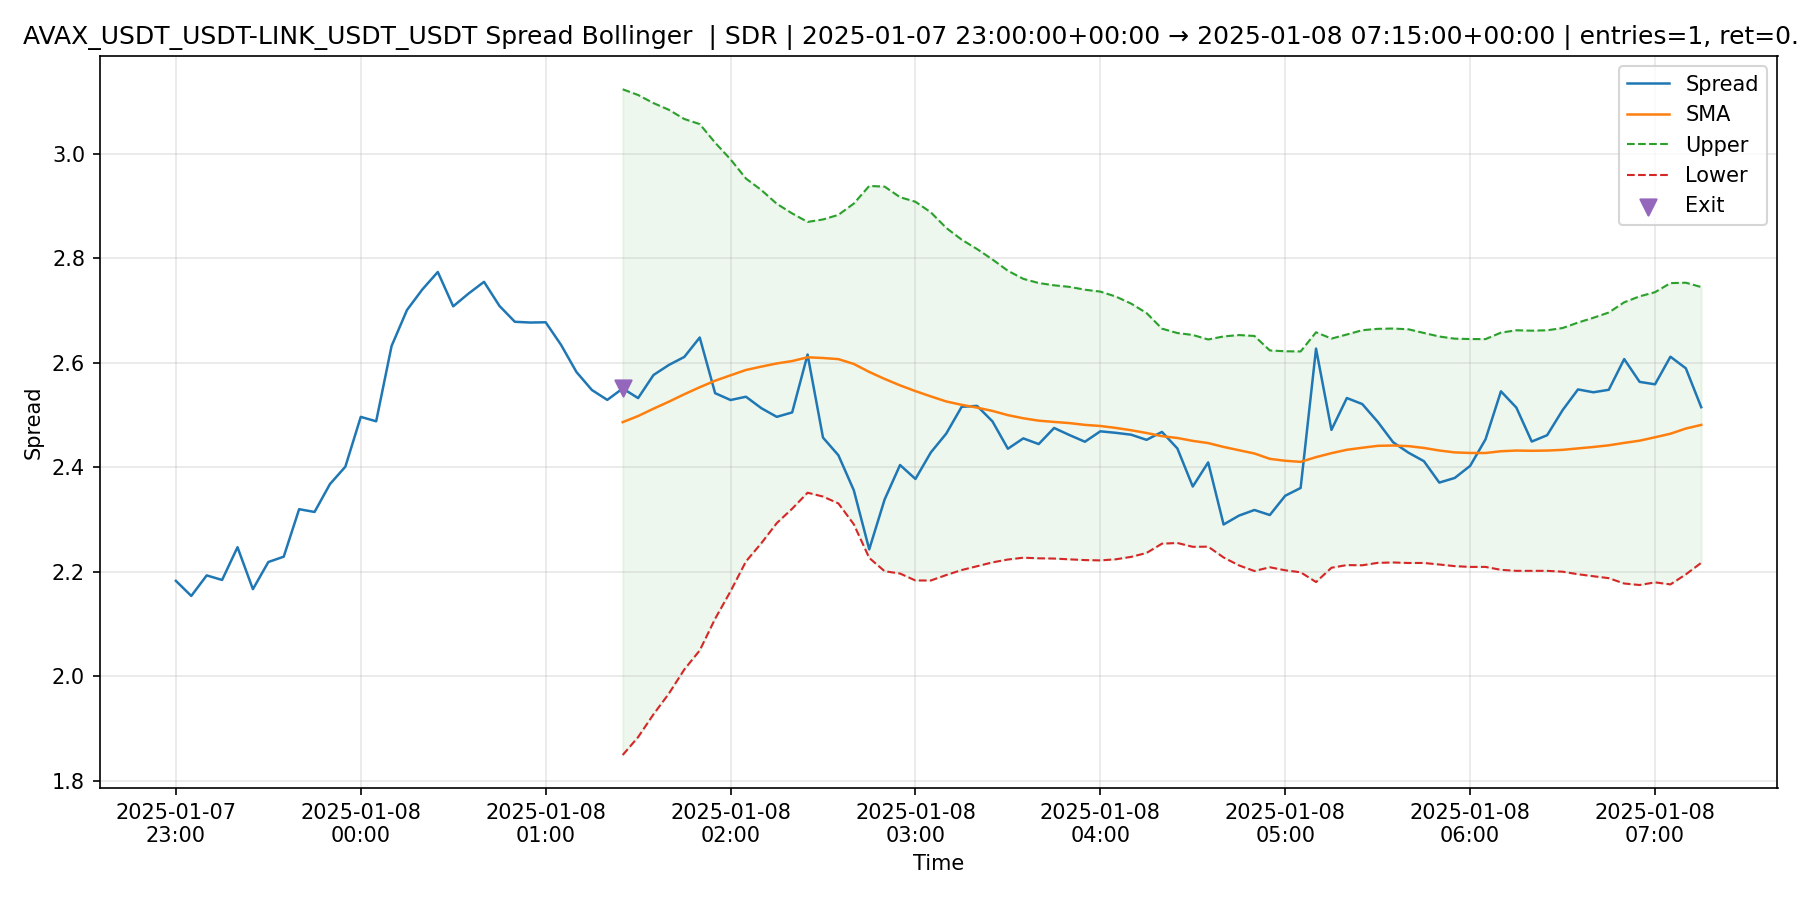 AVAX_USDT_USDT-LINK_USDT_USDT Spread Bollinger | SDR | 2025-01-07 23:00:00+00:00 → 2025-01-08 07:15:00+00:00 | entries=1, ret=0.
Spread
SMA
Upper
Lower
Exit
3.0
2.8
2.6
2.4
2.2
2.0
1.8
Spread
2025-01-07 23:00
2025-01-08 00:00
2025-01-08 01:00
2025-01-08 02:00
2025-01-08 03:00
2025-01-08 04:00
2025-01-08 05:00
2025-01-08 06:00
2025-01-08 07:00
Time